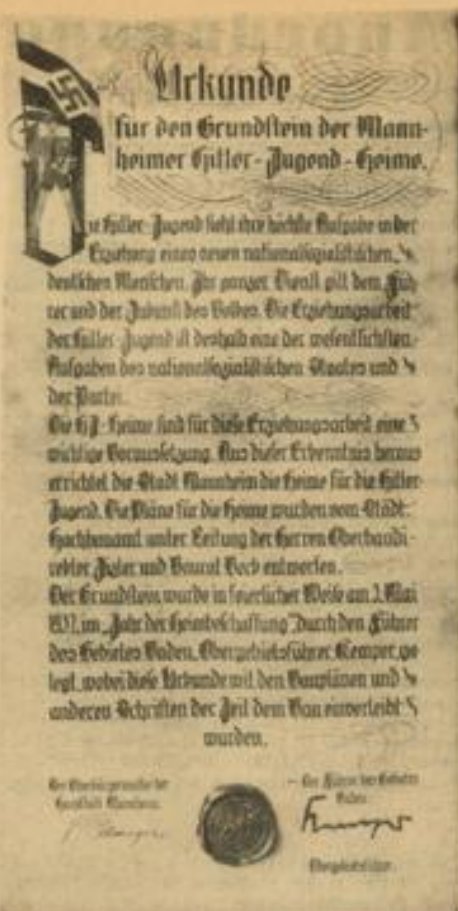 Urkunde
für den Grundstein der Mann-
heimer Hitler-Jugend-Heime.
Die Hitler-Jugend sieht ihre höchste Aufgabe in der
Erziehung eines neuen nationalsozialistischen,
deutschen Menschen. Ihr ganzer Dienst gilt dem Füh-
rer und der Zukunft des Volkes. Die Erziehungsarbeit
der Hitler-Jugend ist deshalb eine der wesentlichsten
Aufgaben des nationalsozialistischen Staates und
der Partei.
Die HJ-Heime sind für diese Erziehungsarbeit eine
wichtige Voraussetzung. Aus dieser Erkenntnis heraus
errichtet die Stadt Mannheim die Heime für die Hitler-
Jugend. Die Pläne für die Heime wurden vom Städt.
Hochbauamt unter Leitung der Herren Oberbaudi-
rektor Zizler und Baurat Beck entworfen.
Der Grundstein wurde in feierlicher Weise am 2. Mai
1937, im „Jahr der Heimbeschaffung" durch den Führer
des Gebietes Baden, Obergebietsführer Kemper, ge
legt, wobei diese Urkunde mit den Bauplänen und
anderen Schriften der Zeit dem Bau einverleibt
wurden.
Der Oberbürgermeister der
Hauptstadt Mannheim
Der Führer des Gebietes
Baden
Obergebietsführer.